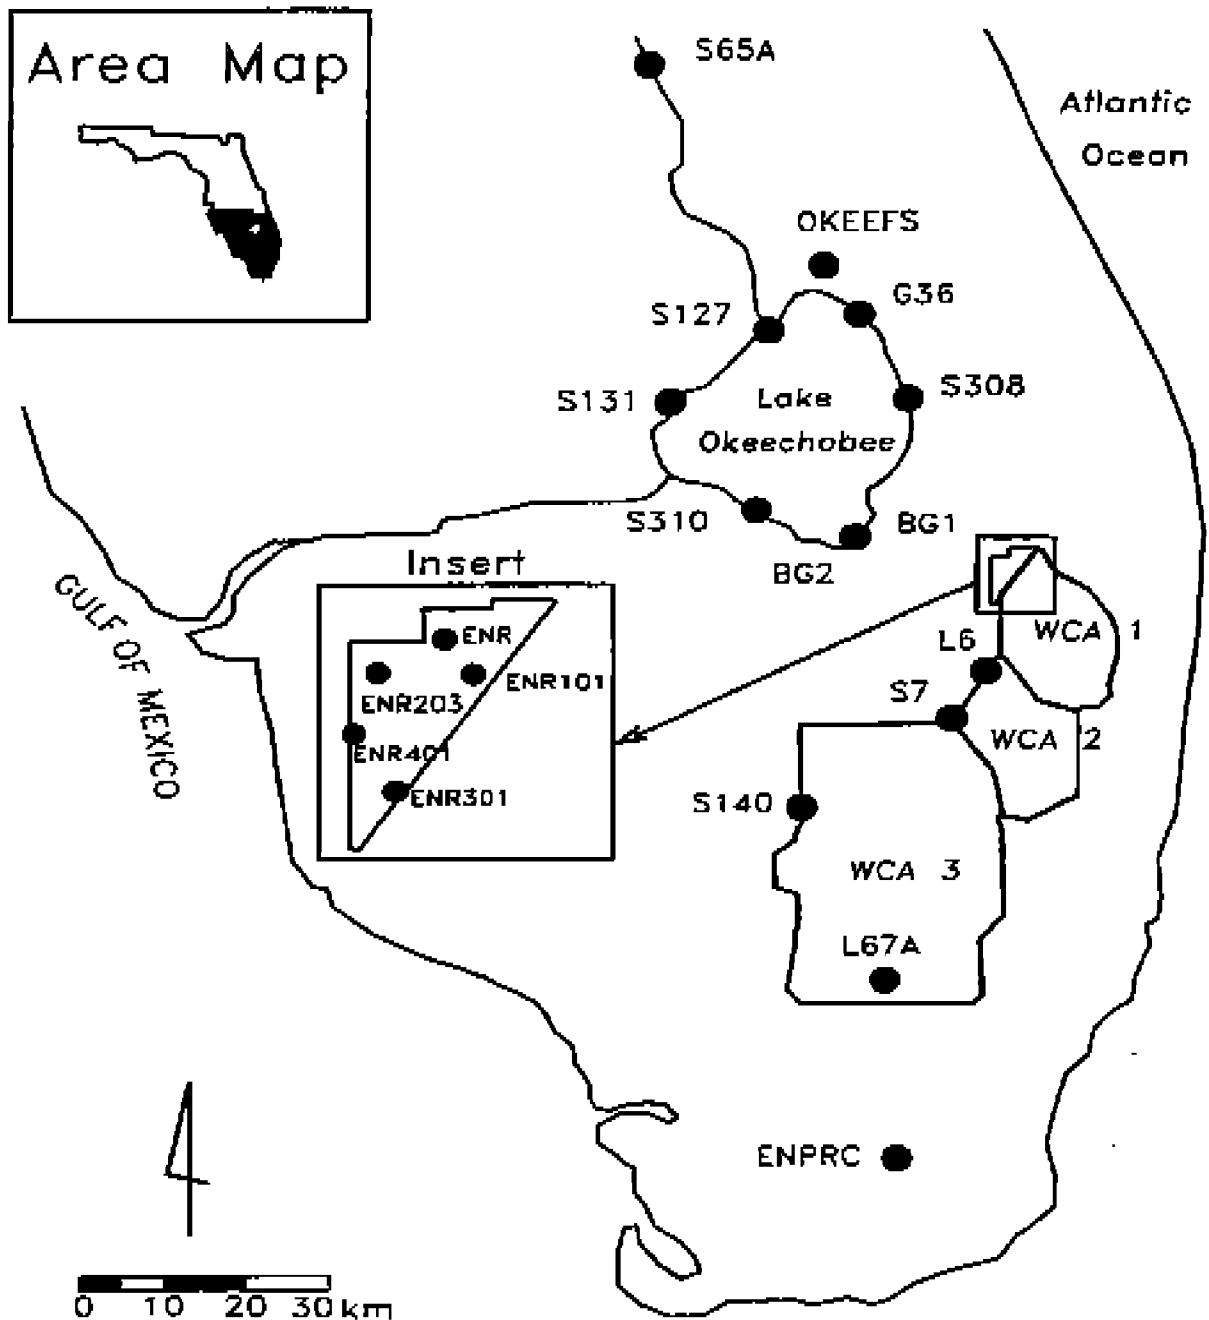 Area Map
S65A
Atlantic
Ocean
OKEEFS
G36
S127
S131
Lake
Okeechobee
S308
S310
BG1
BG2
Insert
GULF OF MEXICO
ENR
ENR101
ENR203
ENR401
ENR301
WCA 1
L6
S7
WCA 2
S140
WCA 3
L67A
ENPRC
0 10 20 30 km